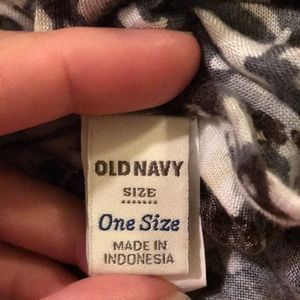 OLD NAVY
SIZE
One Size
MADE IN
INDONESIA